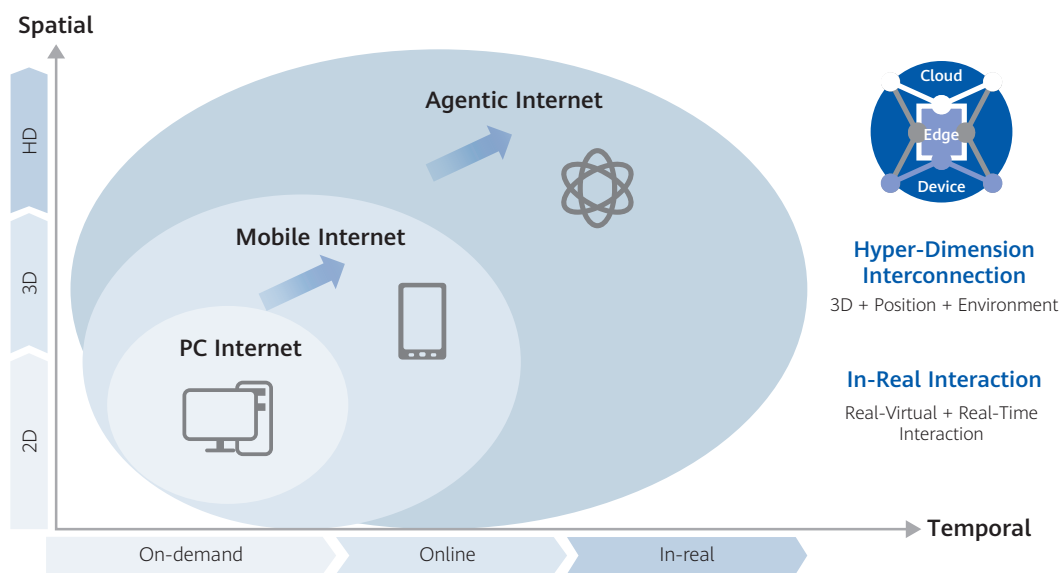 Spatial
HD
3D
2D
Agentic Internet
Mobile Internet
PC Internet
Temporal
On-demand
Online
In-real
Cloud
Edge
Device
Hyper-Dimension
Interconnection
3D + Position + Environment
In-Real Interaction
Real-Virtual + Real-Time
Interaction